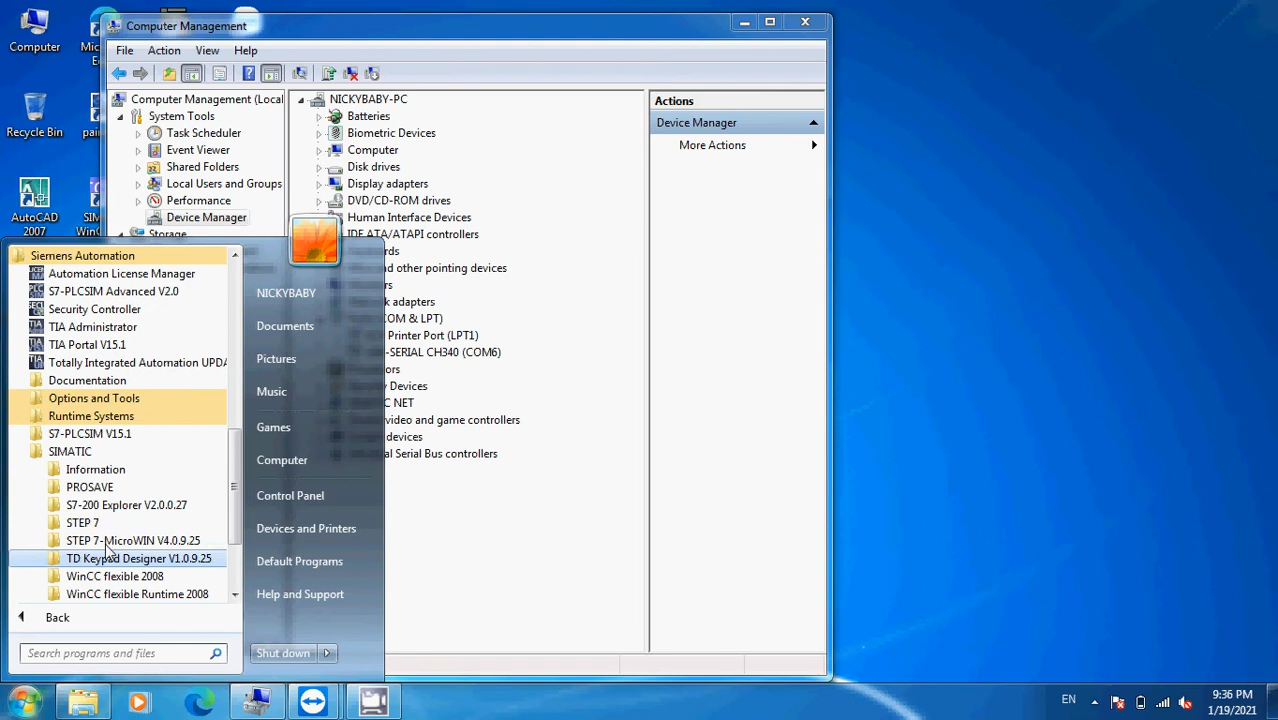 Computer
Recycle Bin
AutoCAD
2007
Computer Management
File Action View Help
Computer Management (Local
System Tools
Task Scheduler
Event Viewer
Shared Folders
Local Users and Groups
Performance
Device Manager
Storage
NICKYBABY-PC
Batteries
Biometric Devices
Computer
Disk drives
Display adapters
DVD/CD-ROM drives
Human Interface Devices
IDE ATA/ATAPI controllers
and other pointing devices
adapters
COM & LPT)
Printer Port (LPT1)
-SERIAL CH340 (COM6)
Devices
video and game controllers
devices
Serial Bus controllers
Actions
Device Manager
More Actions
Siemens Automation
Automation License Manager
S7-PLCSIM Advanced V2.0
Security Controller
TIA Administrator
TIA Portal V15.1
Totally Integrated Automation UPDA
Documentation
Options and Tools
Runtime Systems
S7-PLCSIM V15.1
SIMATIC
Information
PROSAVE
S7-200 Explorer V2.0.0.27
STEP 7
STEP 7-MicroWIN V4.0.9.25
TD Keypad Designer V1.0.9.25
WinCC flexible 2008
WinCC flexible Runtime 2008
Back
Search programs and files
NICKYBABY
Documents
Pictures
Music
Games
Computer
Control Panel
Devices and Printers
Default Programs
Help and Support
Shut down
EN
9:36 PM
1/19/2021